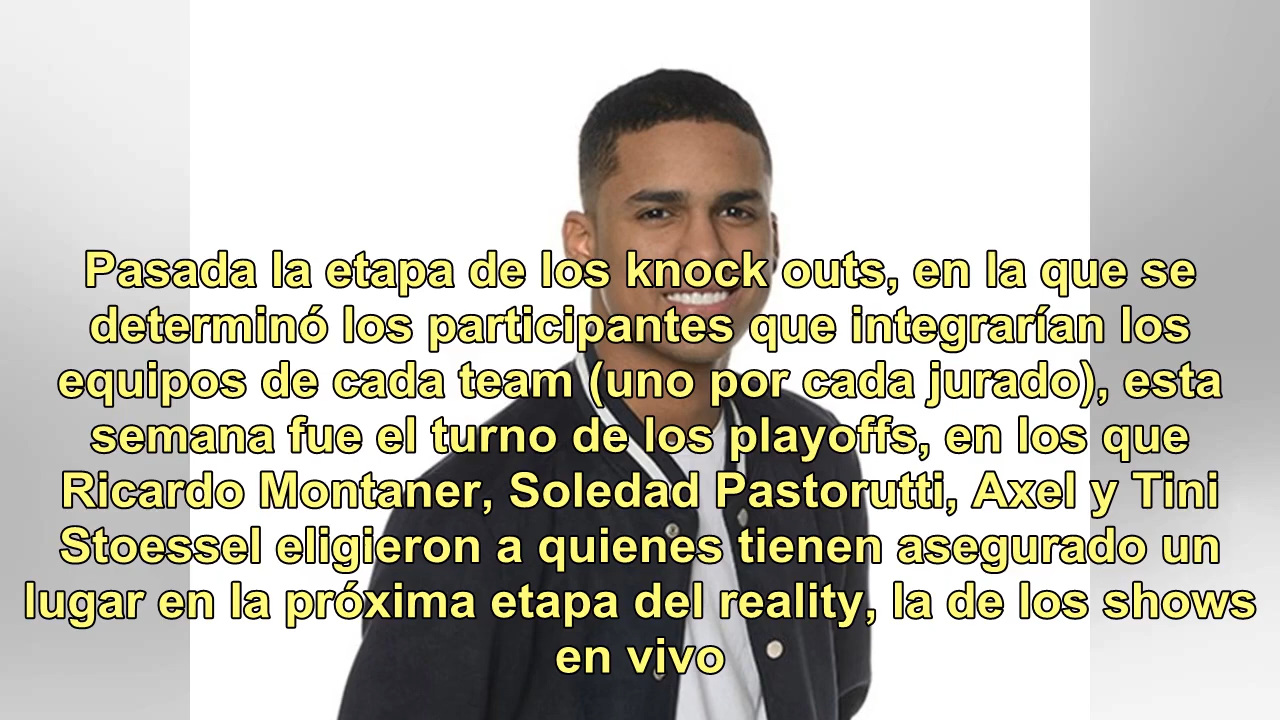 Pasada la etapa de los knock outs, en la que se
determinó los participantes que integrarían los
equipos de cada team (uno por cada jurado), esta
semana fue el turno de los playoffs, en los que
Ricardo Montaner, Soledad Pastorutti, Axel y Tini
Stoessel eligieron a quienes tienen asegurado un
lugar en la próxima etapa del reality, la de los shows
en vivo